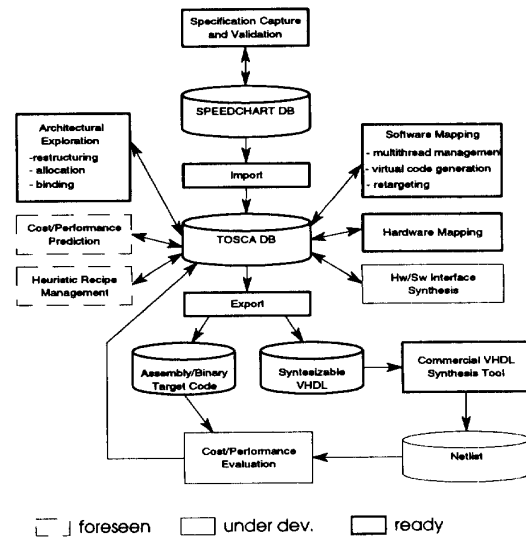 Specification Capture
and Validation
SPEEDCHART DB
Architectural
Exploration
-restructuring
- allocation
- binding
Software Mapping
- multithread management
- virtual code generation
- retargeting
Import
Cost/Performance
Prediction
TOSCA DB
Hardware Mapping
Heuristic Recipe
Management
Hw/Sw Interface
Synthesis
Export
Assembly/Binary
Target Code
Syntesizable
VHDL
Commercial VHDL
Synthesis Tool
Cost/Performance
Evaluation
Netlist
foreseen
under dev.
ready